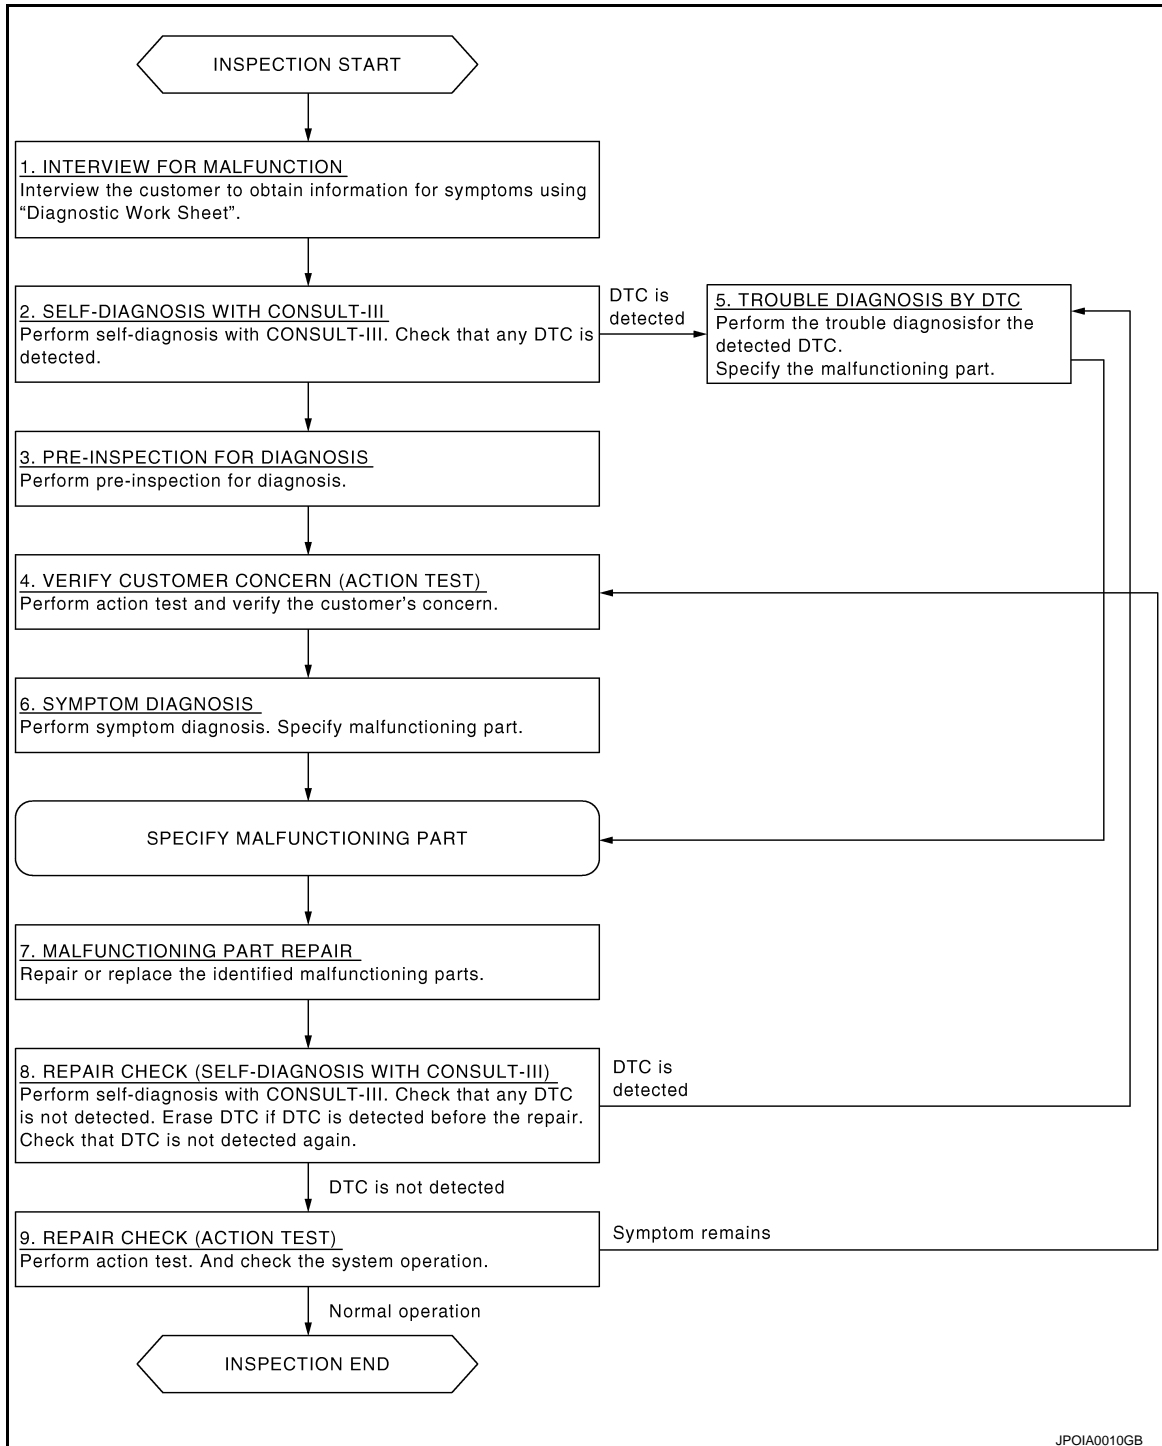 INSPECTION START
1. INTERVIEW FOR MALFUNCTION
Interview the customer to obtain information for symptoms using
“Diagnostic Work Sheet”.
2. SELF-DIAGNOSIS WITH CONSULT-III
Perform self-diagnosis with CONSULT-III. Check that any DTC is
detected.
DTC is
detected
5. TROUBLE DIAGNOSIS BY DTC
Perform the trouble diagnosisfor the
detected DTC.
Specify the malfunctioning part.
3. PRE-INSPECTION FOR DIAGNOSIS
Perform pre-inspection for diagnosis.
4. VERIFY CUSTOMER CONCERN (ACTION TEST)
Perform action test and verify the customer’s concern.
6. SYMPTOM DIAGNOSIS
Perform symptom diagnosis. Specify malfunctioning part.
SPECIFY MALFUNCTIONING PART
7. MALFUNCTIONING PART REPAIR
Repair or replace the identified malfunctioning parts.
8. REPAIR CHECK (SELF-DIAGNOSIS WITH CONSULT-III)
Perform self-diagnosis with CONSULT-III. Check that any DTC
is not detected. Erase DTC if DTC is detected before the repair.
Check that DTC is not detected again.
DTC is
detected
DTC is not detected
9. REPAIR CHECK (ACTION TEST)
Perform action test. And check the system operation.
Symptom remains
Normal operation
INSPECTION END
JPOIA0010GB